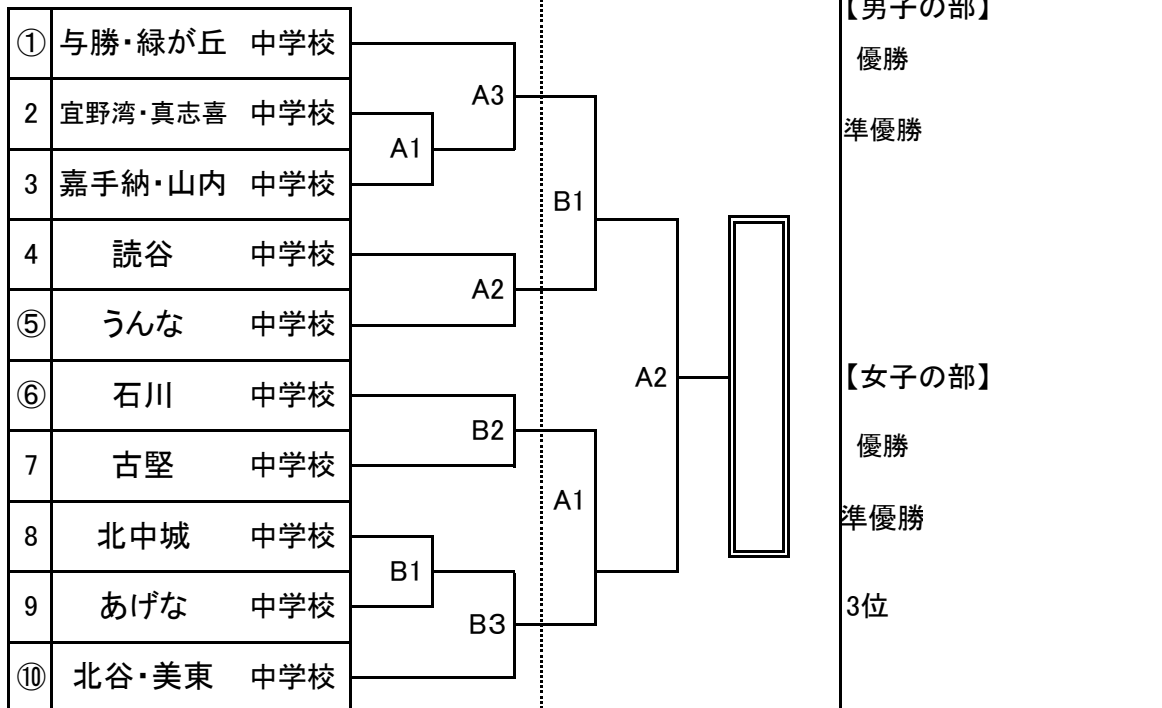 ① 与勝・緑が丘 中学校
2 宜野湾・真志喜 中学校
3 嘉手納・山内 中学校
4 読谷 中学校
⑤ うんな 中学校
⑥ 石川 中学校
7 古堅 中学校
8 北中城 中学校
9 あげな 中学校
⑩ 北谷・美東 中学校
A3
A1
A2
B2
B1
B3
B1
A1
A2
【男子の部】
優勝
準優勝
【女子の部】
優勝
準優勝
3位